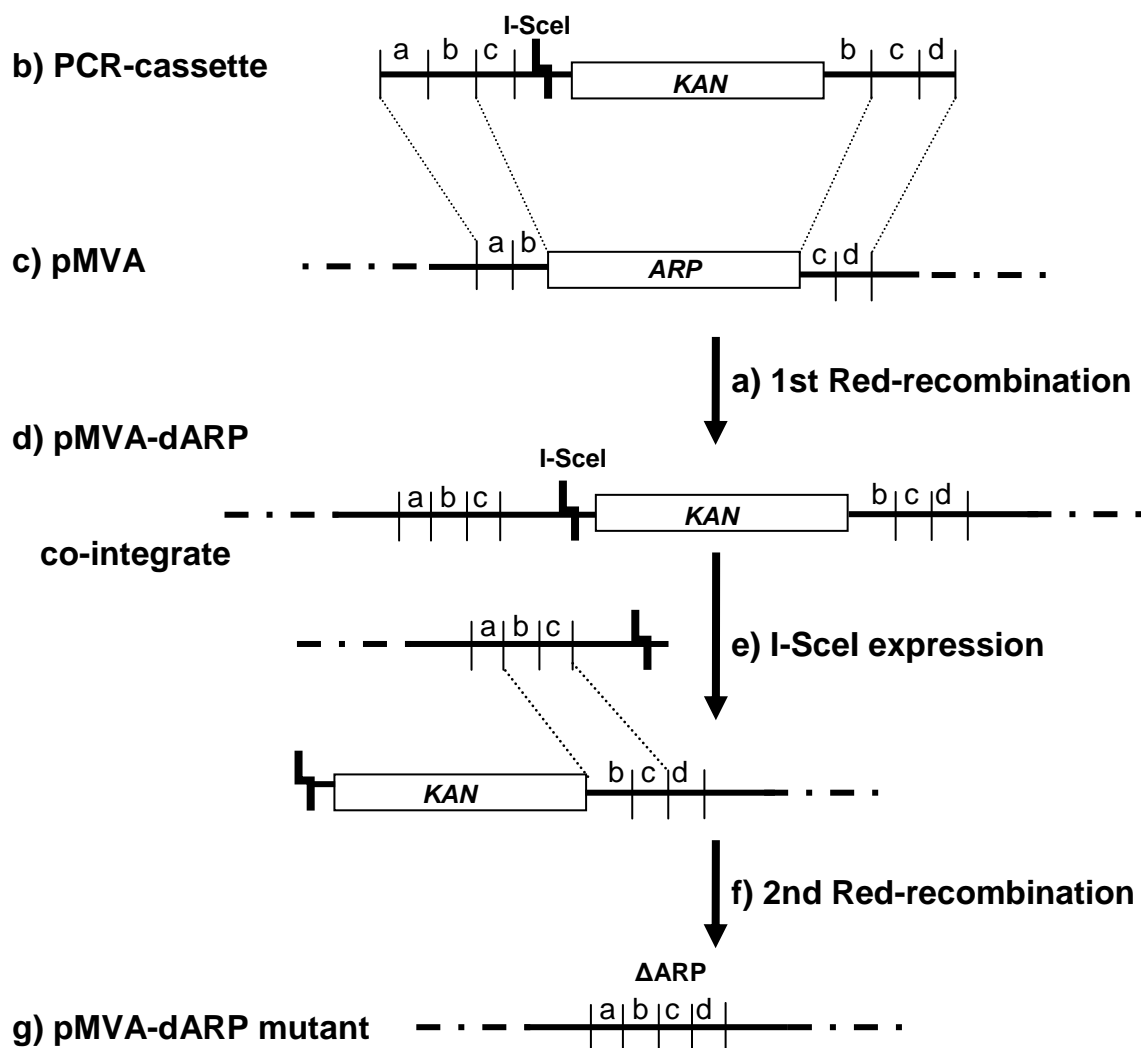 I-SceI
b) PCR-cassette
a b c b c d
KAN
c) pMVA
a b c d
ARP
a) 1st Red-recombination
d) pMVA-dARP
I-SceI
a b c b c d
KAN
co-integrate
a b c
e) I-SceI expression
b c d
KAN
f) 2nd Red-recombination
ΔARP
a b c d
g) pMVA-dARP mutant